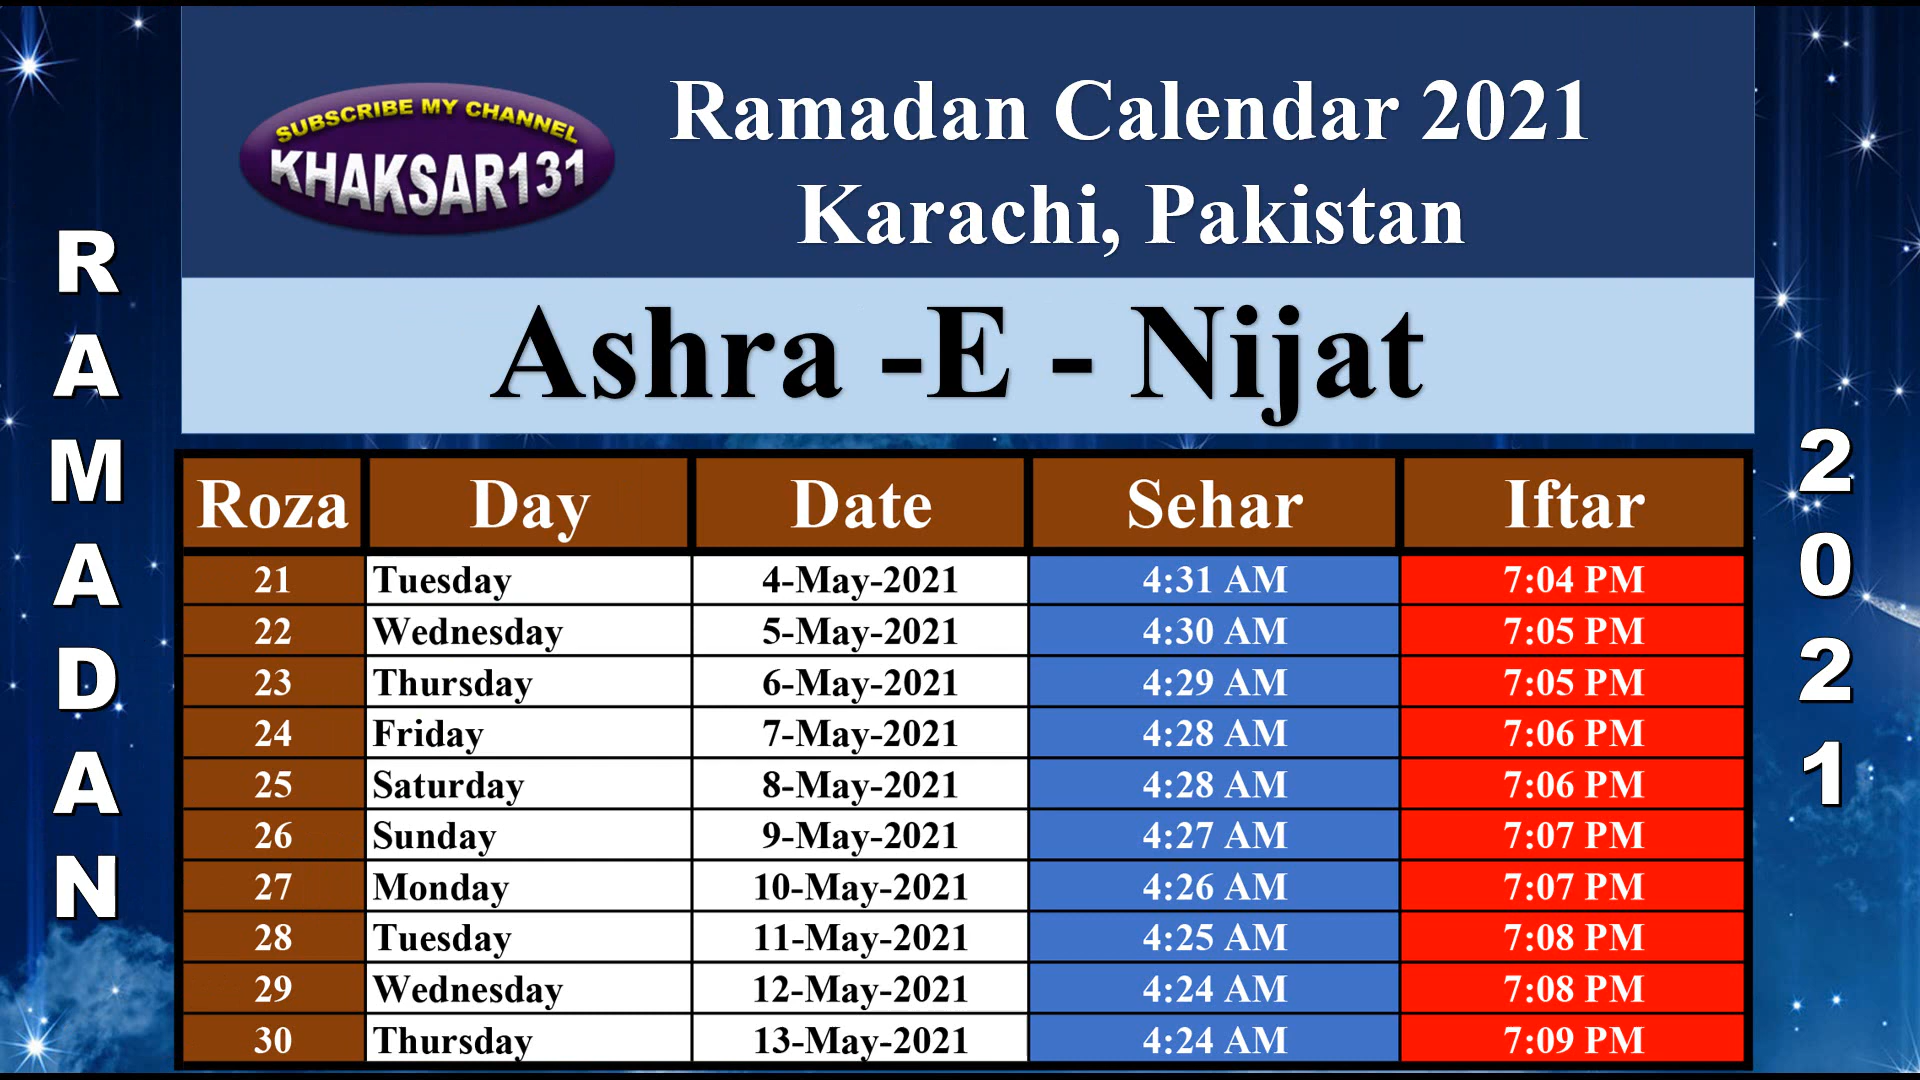 SUBSCRIBE MY CHANNEL
KHAKSAR131
Ramadan Calendar 2021
Karachi, Pakistan
Ashra -E - Nijat
RAMADAN
2021
Roza Day Date Sehar Iftar
21 Tuesday 4-May-2021 4:31 AM 7:04 PM
22 Wednesday 5-May-2021 4:30 AM 7:05 PM
23 Thursday 6-May-2021 4:29 AM 7:05 PM
24 Friday 7-May-2021 4:28 AM 7:06 PM
25 Saturday 8-May-2021 4:28 AM 7:06 PM
26 Sunday 9-May-2021 4:27 AM 7:07 PM
27 Monday 10-May-2021 4:26 AM 7:07 PM
28 Tuesday 11-May-2021 4:25 AM 7:08 PM
29 Wednesday 12-May-2021 4:24 AM 7:08 PM
30 Thursday 13-May-2021 4:24 AM 7:09 PM